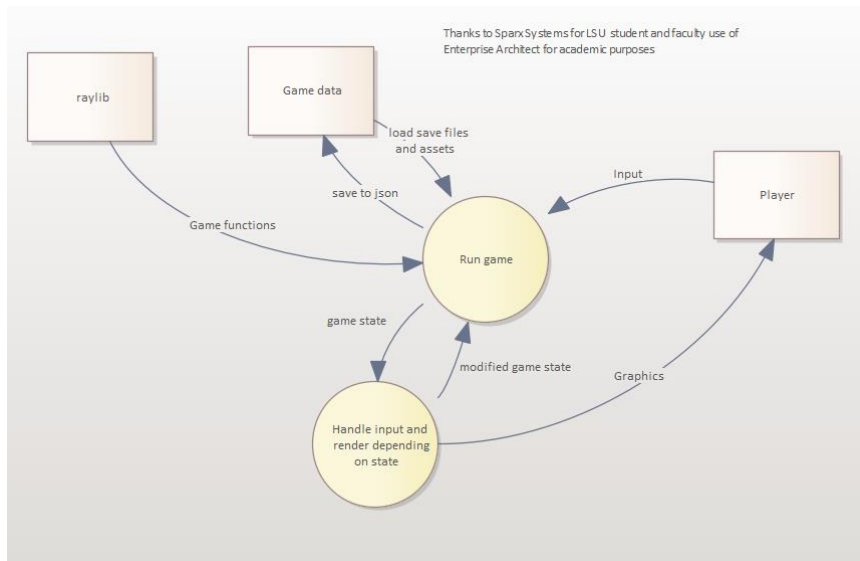 Thanks to Sparx Systems for LSU student and faculty use of
Enterprise Architect for academic purposes
raylib
Game data
load save files
and assets
Input
Player
save to json
Game functions
Run game
game state
modified game state
Graphics
Handle input and
render depending
on state